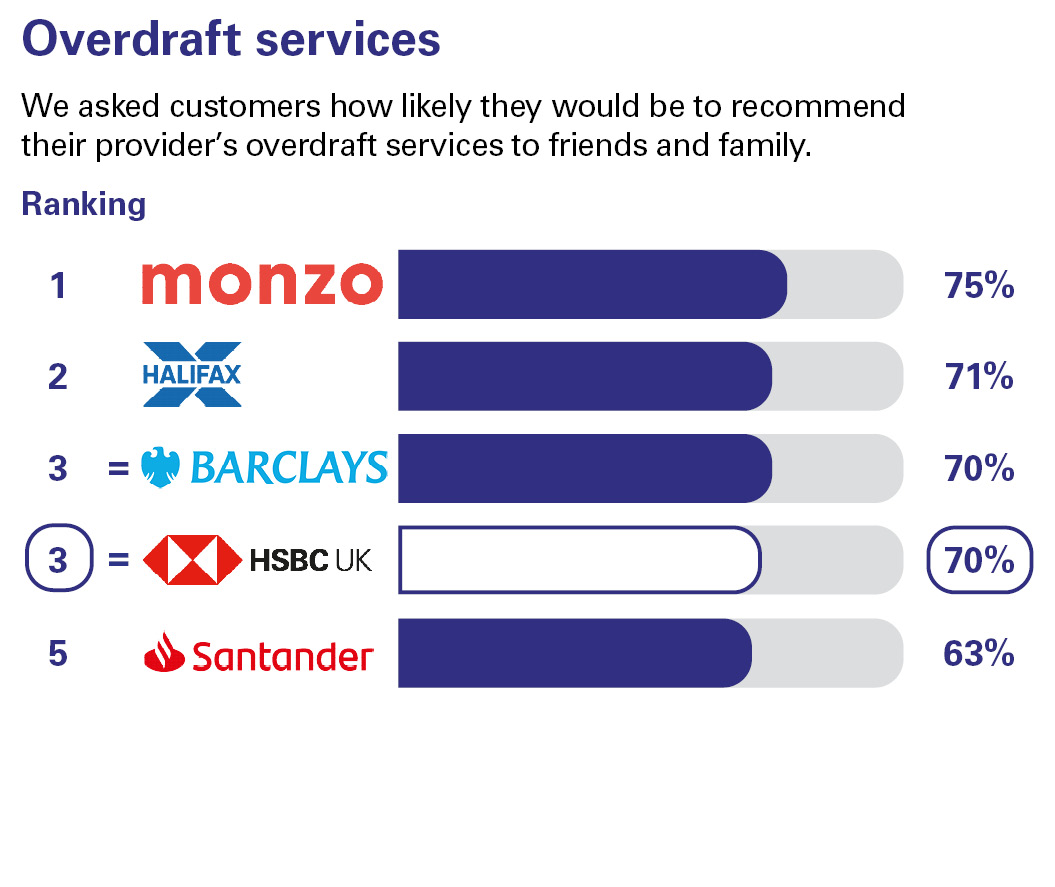 Overdraft services
We asked customers how likely they would be to recommend
their provider's overdraft services to friends and family.
Ranking
1 monzo 75%
2 HALIFAX 71%
3 = BARCLAYS 70%
3 = HSBC UK 70%
5 Santander 63%